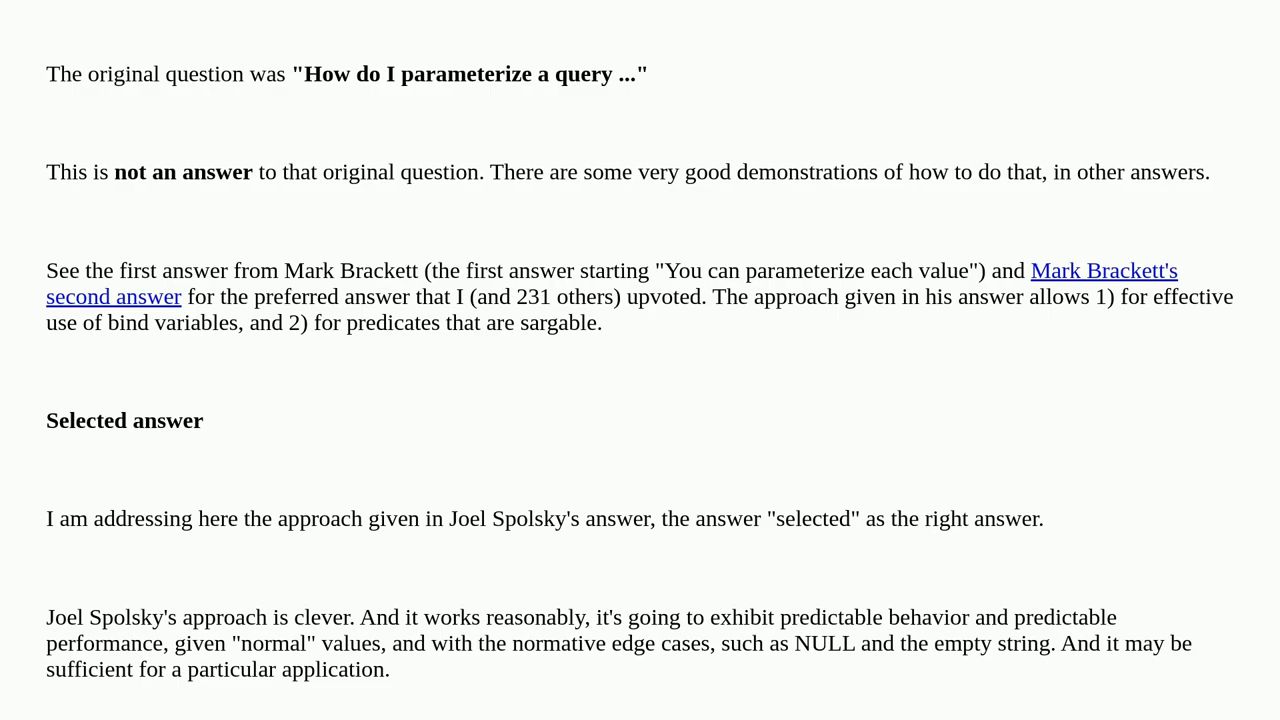 The original question was "How do I parameterize a query ..."
This is not an answer to that original question. There are some very good demonstrations of how to do that, in other answers.
See the first answer from Mark Brackett (the first answer starting "You can parameterize each value") and Mark Brackett's
second answer for the preferred answer that I (and 231 others) upvoted. The approach given in his answer allows 1) for effective
use of bind variables, and 2) for predicates that are sargable.
Selected answer
I am addressing here the approach given in Joel Spolsky's answer, the answer "selected" as the right answer.
Joel Spolsky's approach is clever. And it works reasonably, it's going to exhibit predictable behavior and predictable
performance, given "normal" values, and with the normative edge cases, such as NULL and the empty string. And it may be
sufficient for a particular application.